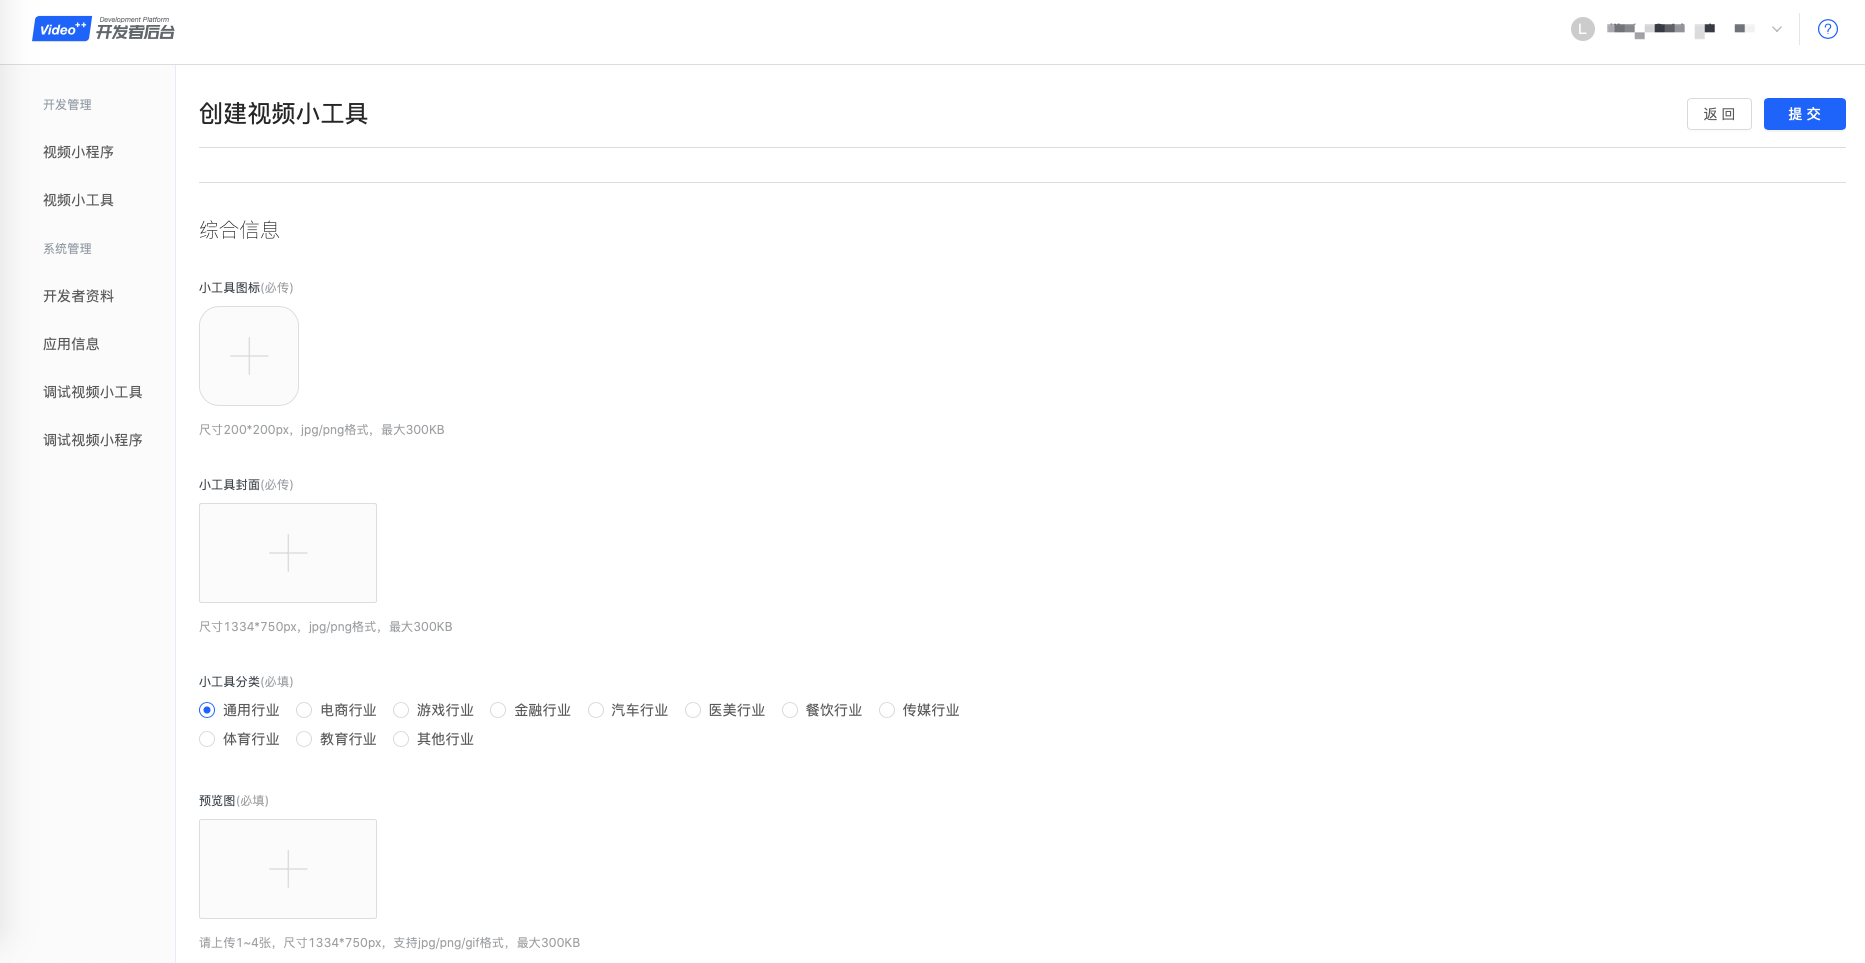 Video++
Development Platform
开发者后台
L
?
开发管理
视频小程序
视频小工具
系统管理
开发者资料
应用信息
调试视频小工具
调试视频小程序
创建视频小工具
返 回
提 交
综合信息
小工具图标(必传)
尺寸200*200px，jpg/png格式，最大300KB
小工具封面(必传)
尺寸1334*750px，jpg/png格式，最大300KB
小工具分类(必填)
通用行业 电商行业 游戏行业 金融行业 汽车行业 医美行业 餐饮行业 传媒行业
体育行业 教育行业 其他行业
预览图(必填)
请上传1~4张，尺寸1334*750px，支持jpg/png/gif格式，最大300KB